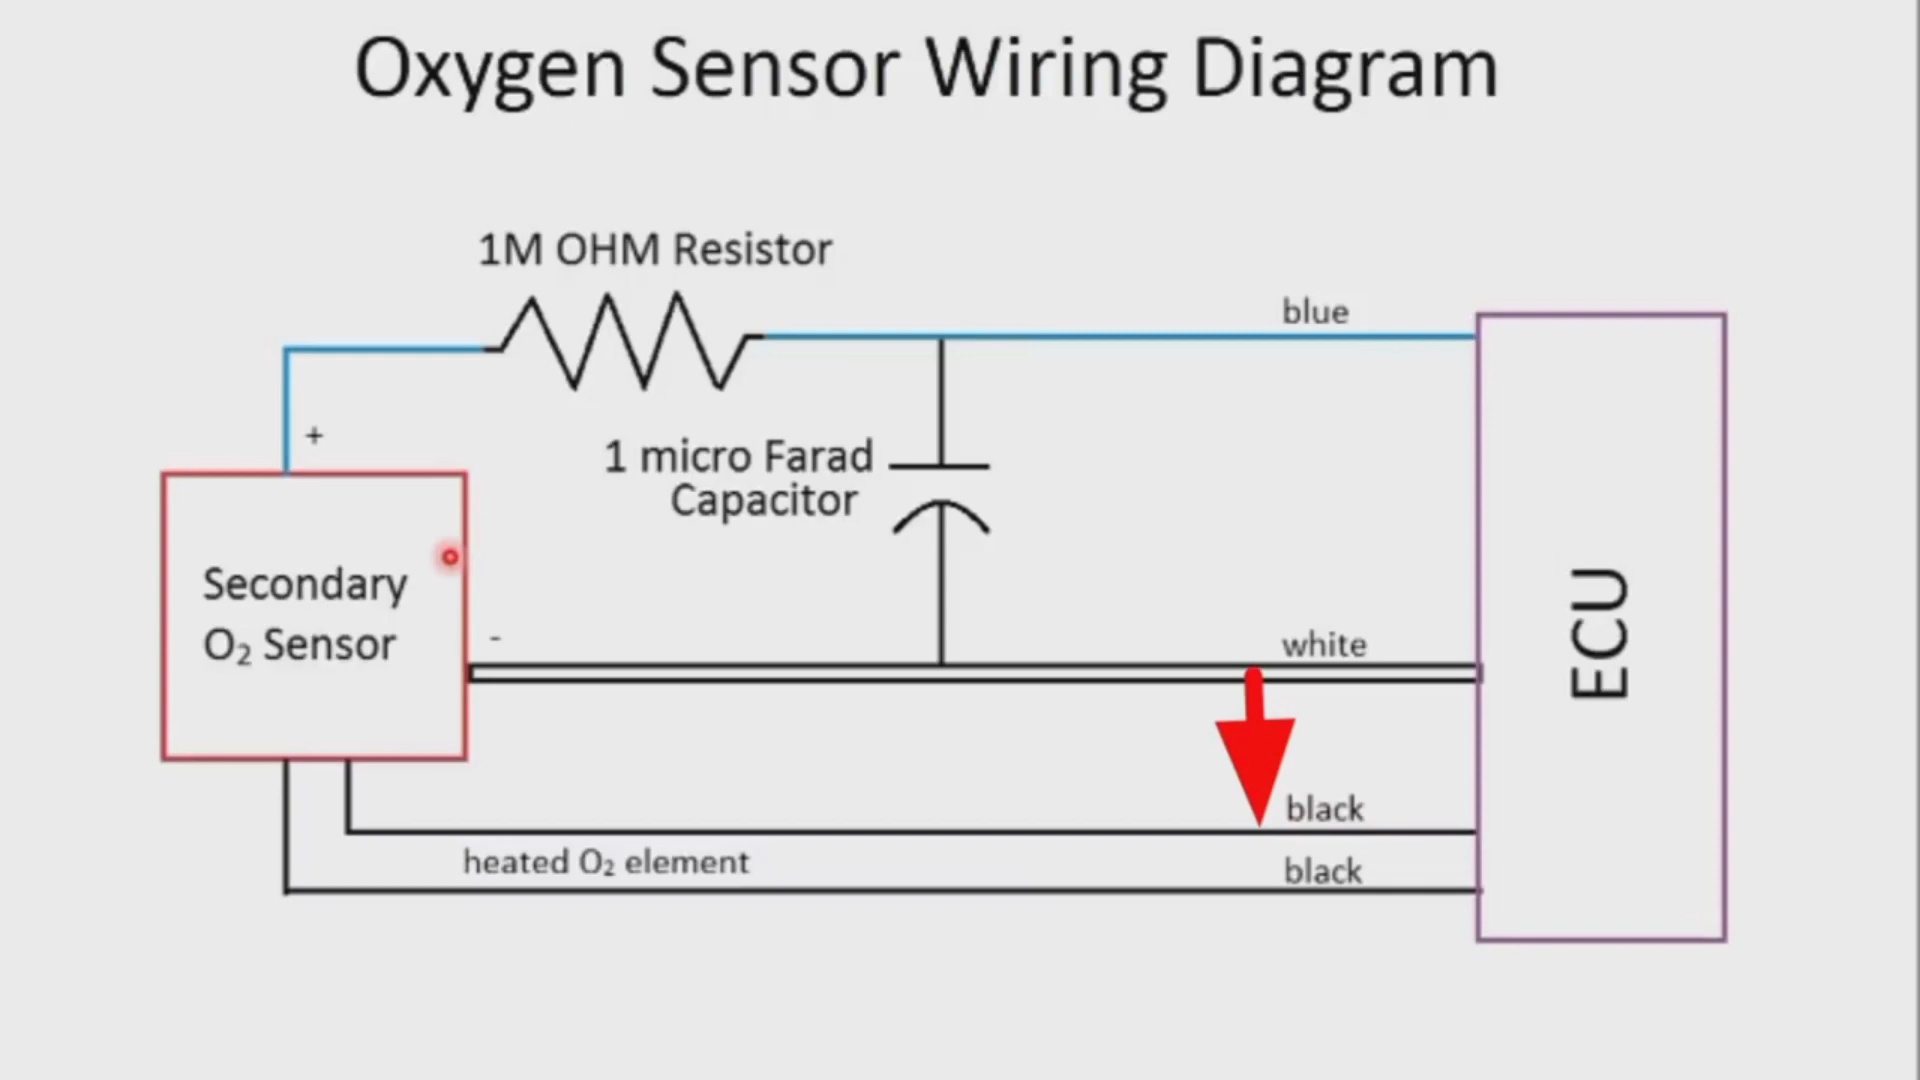 Oxygen Sensor Wiring Diagram
1M OHM Resistor
blue
+
1 micro Farad
Capacitor
Secondary
O₂ Sensor
-
white
ECU
black
heated O₂ element
black